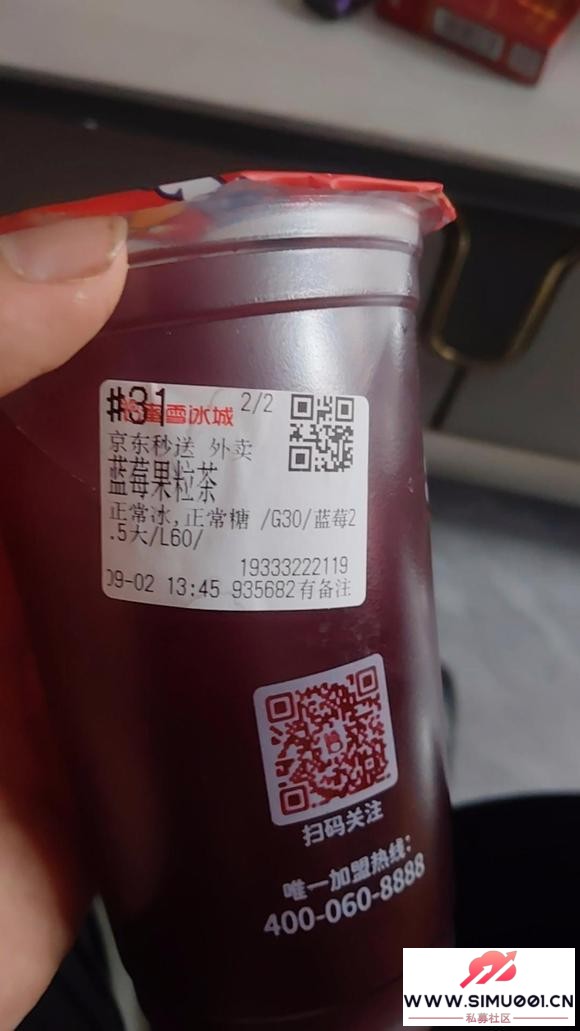 #31 蜜雪冰城 2/2
京东秒送 外卖
蓝莓果粒茶
正常冰,正常糖 /G30/蓝莓2
.5大/L60/
19333222119
09-02 13:45 935682有备注
扫码关注
唯一加盟热线:
400-060-8888
WWW.SIMU001.CN
私募社区